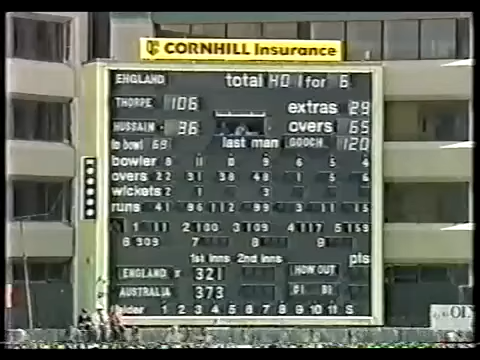 CORNHILL Insurance
ENGLAND total 401 for 6
THORPE 106 extras 29
HUSSAIN 36 overs 65
to bowl 69 last man GOOCH 120
bowler 8 11 0 9 6 5 4
overs 22 31 38 48 1 5 6
wickets 2 1 3
runs 41 96 112 99 3 11 15
1 11 2 100 3 109 4 117 5 159
6 309 7 8 9
1st inns 2nd inns pts
ENGLAND 321 HOW OUT
AUSTRALIA 373
fielder 1 2 3 4 5 6 7 8 9 10 11 S